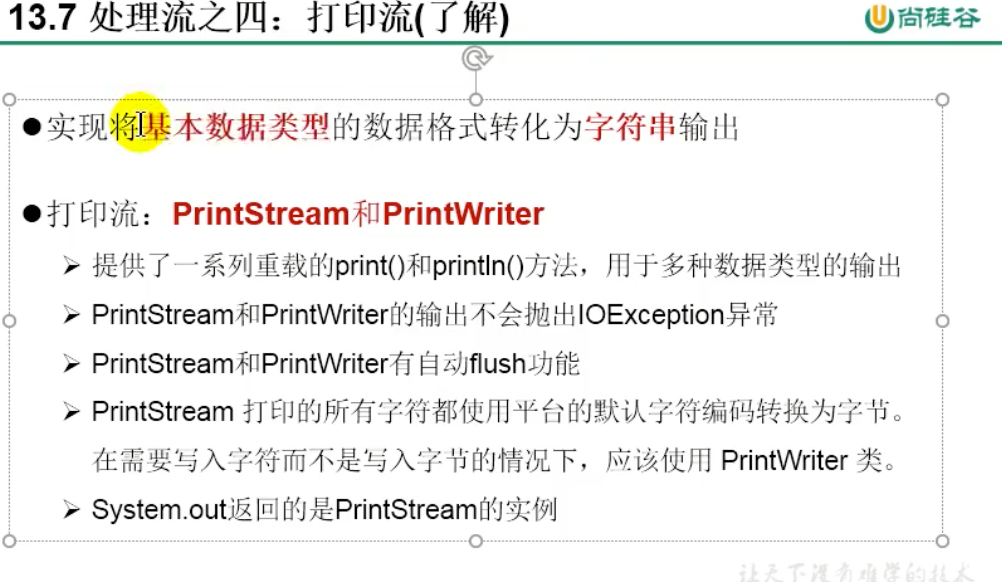 13.7 处理流之四：打印流(了解)
尚硅谷
●实现将基本数据类型的数据格式转化为字符串输出
●打印流：PrintStream和PrintWriter
➢ 提供了一系列重载的print()和println()方法，用于多种数据类型的输出
➢ PrintStream和PrintWriter的输出不会抛出IOException异常
➢ PrintStream和PrintWriter有自动flush功能
➢ PrintStream 打印的所有字符都使用平台的默认字符编码转换为字节。
在需要写入字符而不是写入字节的情况下，应该使用 PrintWriter 类。
➢ System.out返回的是PrintStream的实例
让天下没有难学的技术